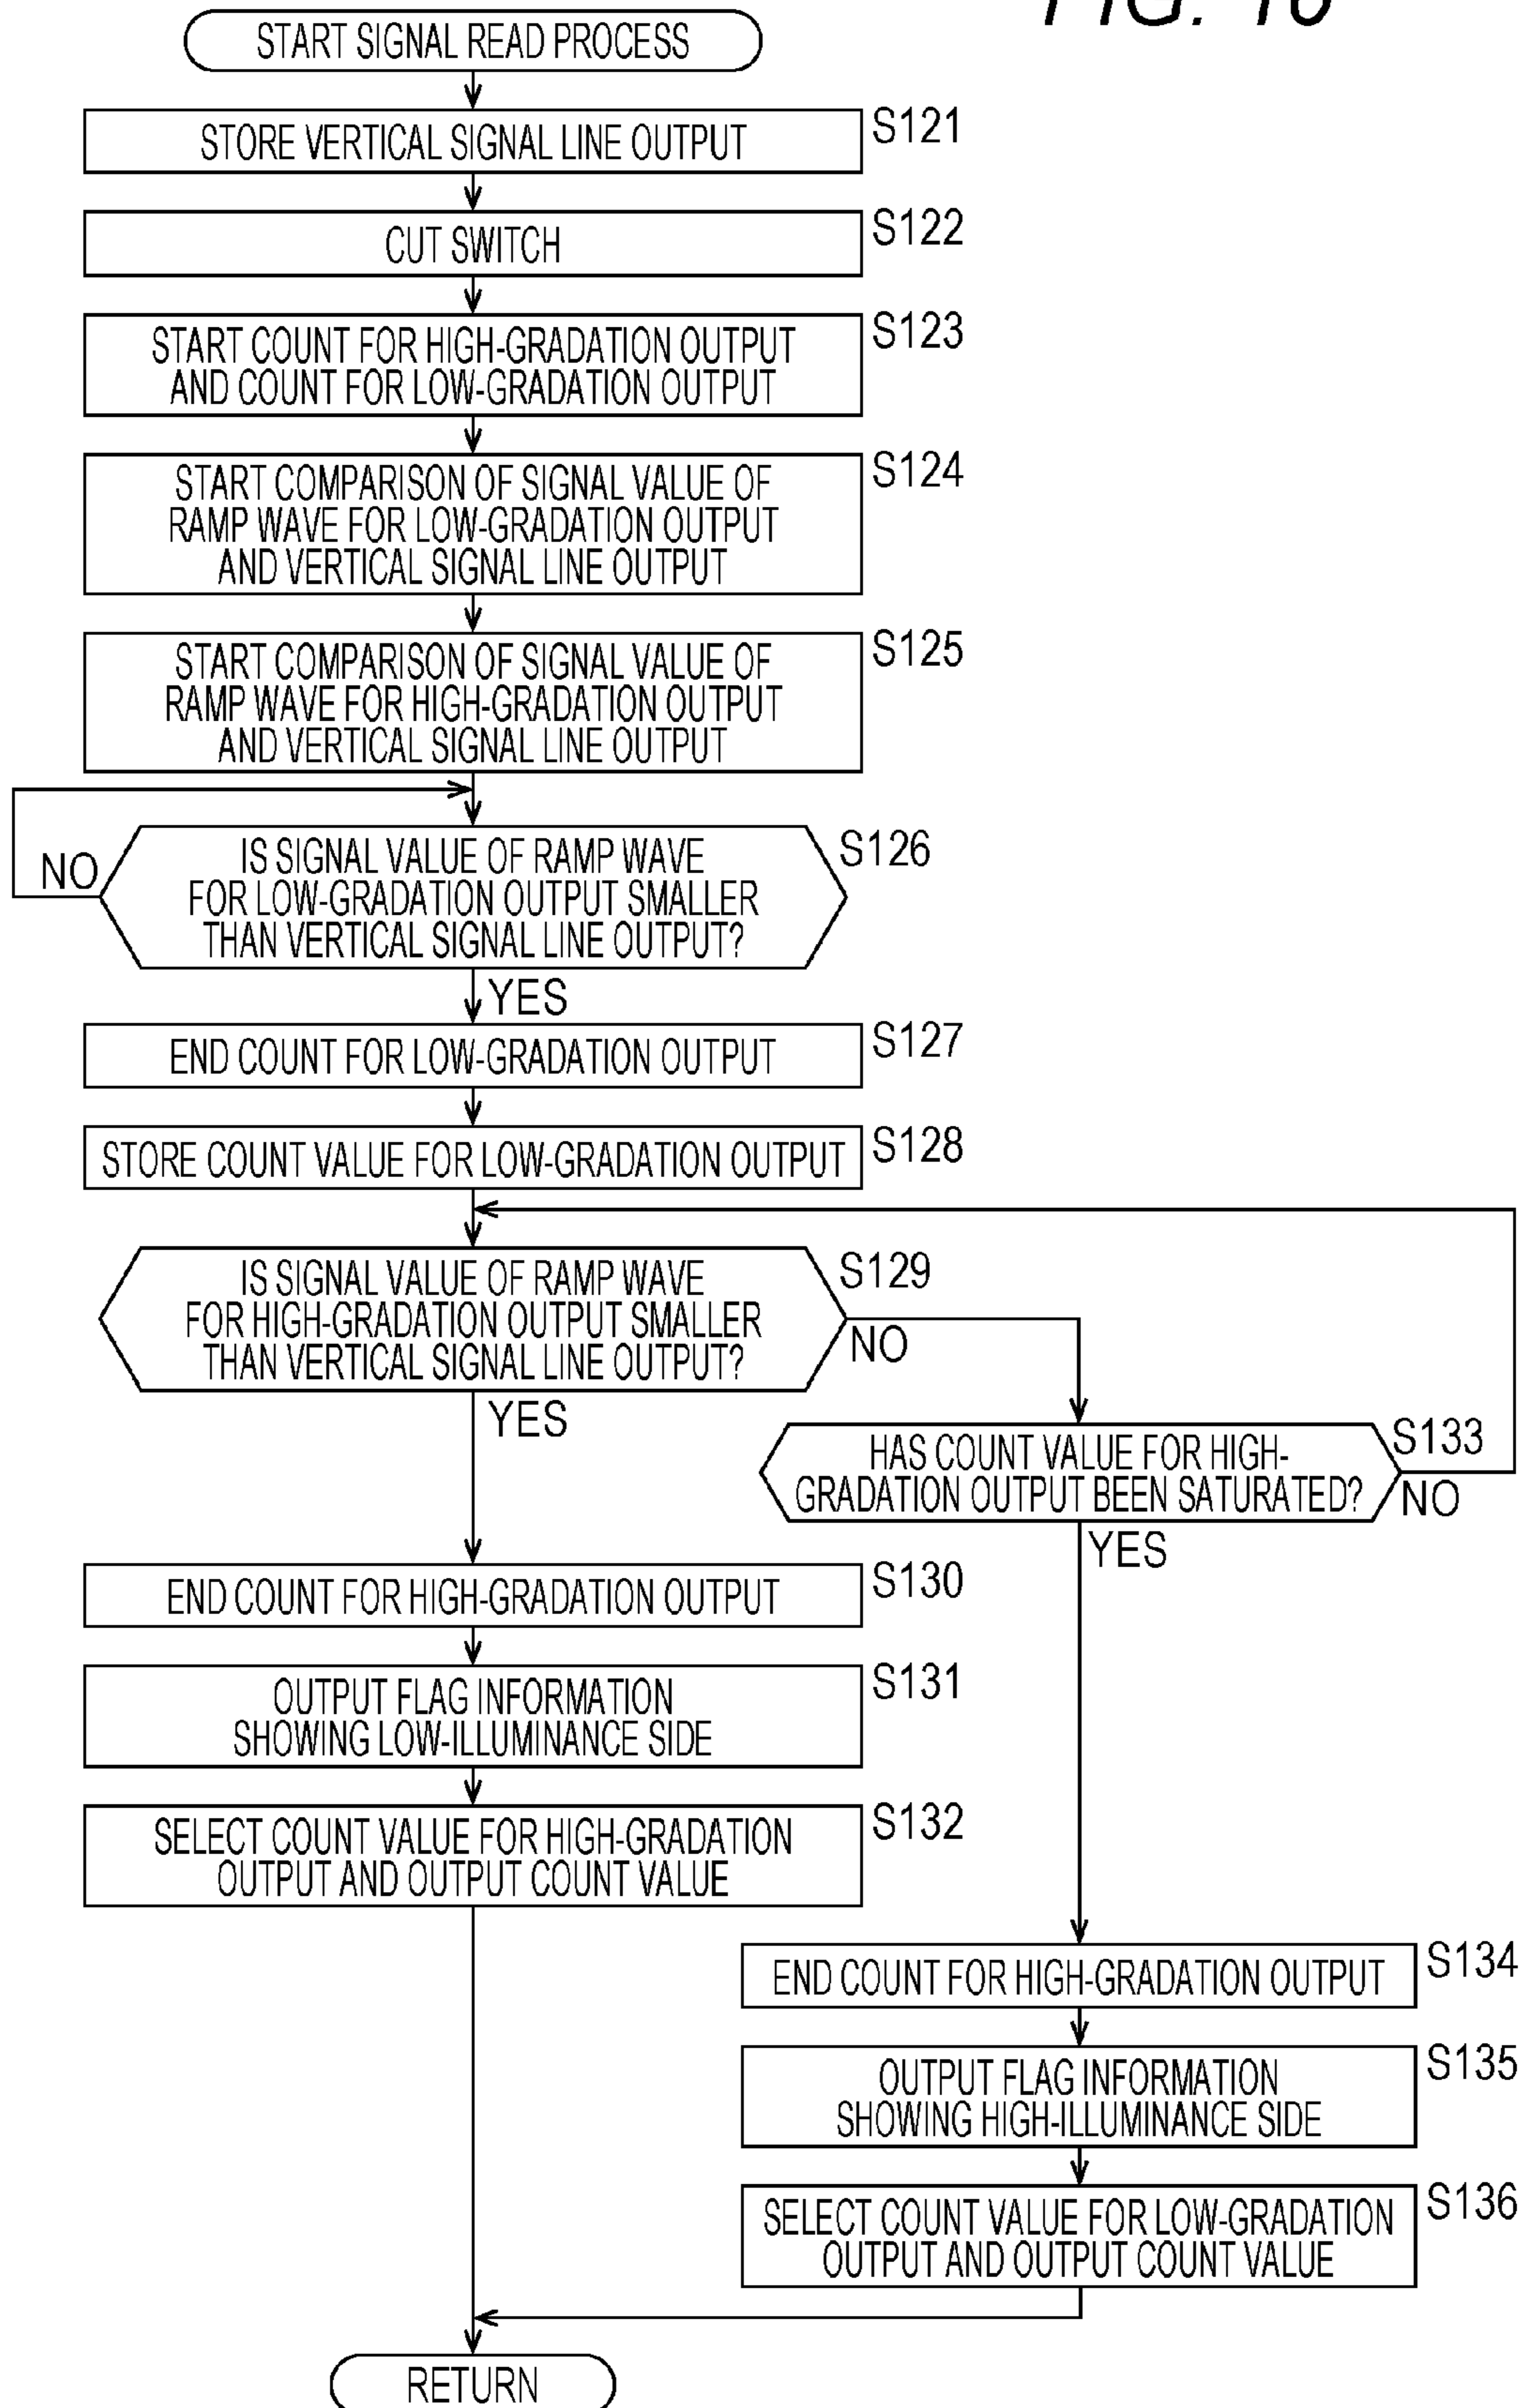 FIG. 16
START SIGNAL READ PROCESS
STORE VERTICAL SIGNAL LINE OUTPUT
S121
CUT SWITCH
S122
START COUNT FOR HIGH-GRADATION OUTPUT
AND COUNT FOR LOW-GRADATION OUTPUT
S123
START COMPARISON OF SIGNAL VALUE OF
RAMP WAVE FOR LOW-GRADATION OUTPUT
AND VERTICAL SIGNAL LINE OUTPUT
S124
START COMPARISON OF SIGNAL VALUE OF
RAMP WAVE FOR HIGH-GRADATION OUTPUT
AND VERTICAL SIGNAL LINE OUTPUT
S125
IS SIGNAL VALUE OF RAMP WAVE
FOR LOW-GRADATION OUTPUT SMALLER
THAN VERTICAL SIGNAL LINE OUTPUT?
S126
NO
YES
END COUNT FOR LOW-GRADATION OUTPUT
S127
STORE COUNT VALUE FOR LOW-GRADATION OUTPUT
S128
IS SIGNAL VALUE OF RAMP WAVE
FOR HIGH-GRADATION OUTPUT SMALLER
THAN VERTICAL SIGNAL LINE OUTPUT?
S129
NO
YES
HAS COUNT VALUE FOR HIGH-
GRADATION OUTPUT BEEN SATURATED?
S133
NO
YES
END COUNT FOR HIGH-GRADATION OUTPUT
S130
OUTPUT FLAG INFORMATION
SHOWING LOW-ILLUMINANCE SIDE
S131
SELECT COUNT VALUE FOR HIGH-GRADATION
OUTPUT AND OUTPUT COUNT VALUE
S132
END COUNT FOR HIGH-GRADATION OUTPUT
S134
OUTPUT FLAG INFORMATION
SHOWING HIGH-ILLUMINANCE SIDE
S135
SELECT COUNT VALUE FOR LOW-GRADATION
OUTPUT AND OUTPUT COUNT VALUE
S136
RETURN